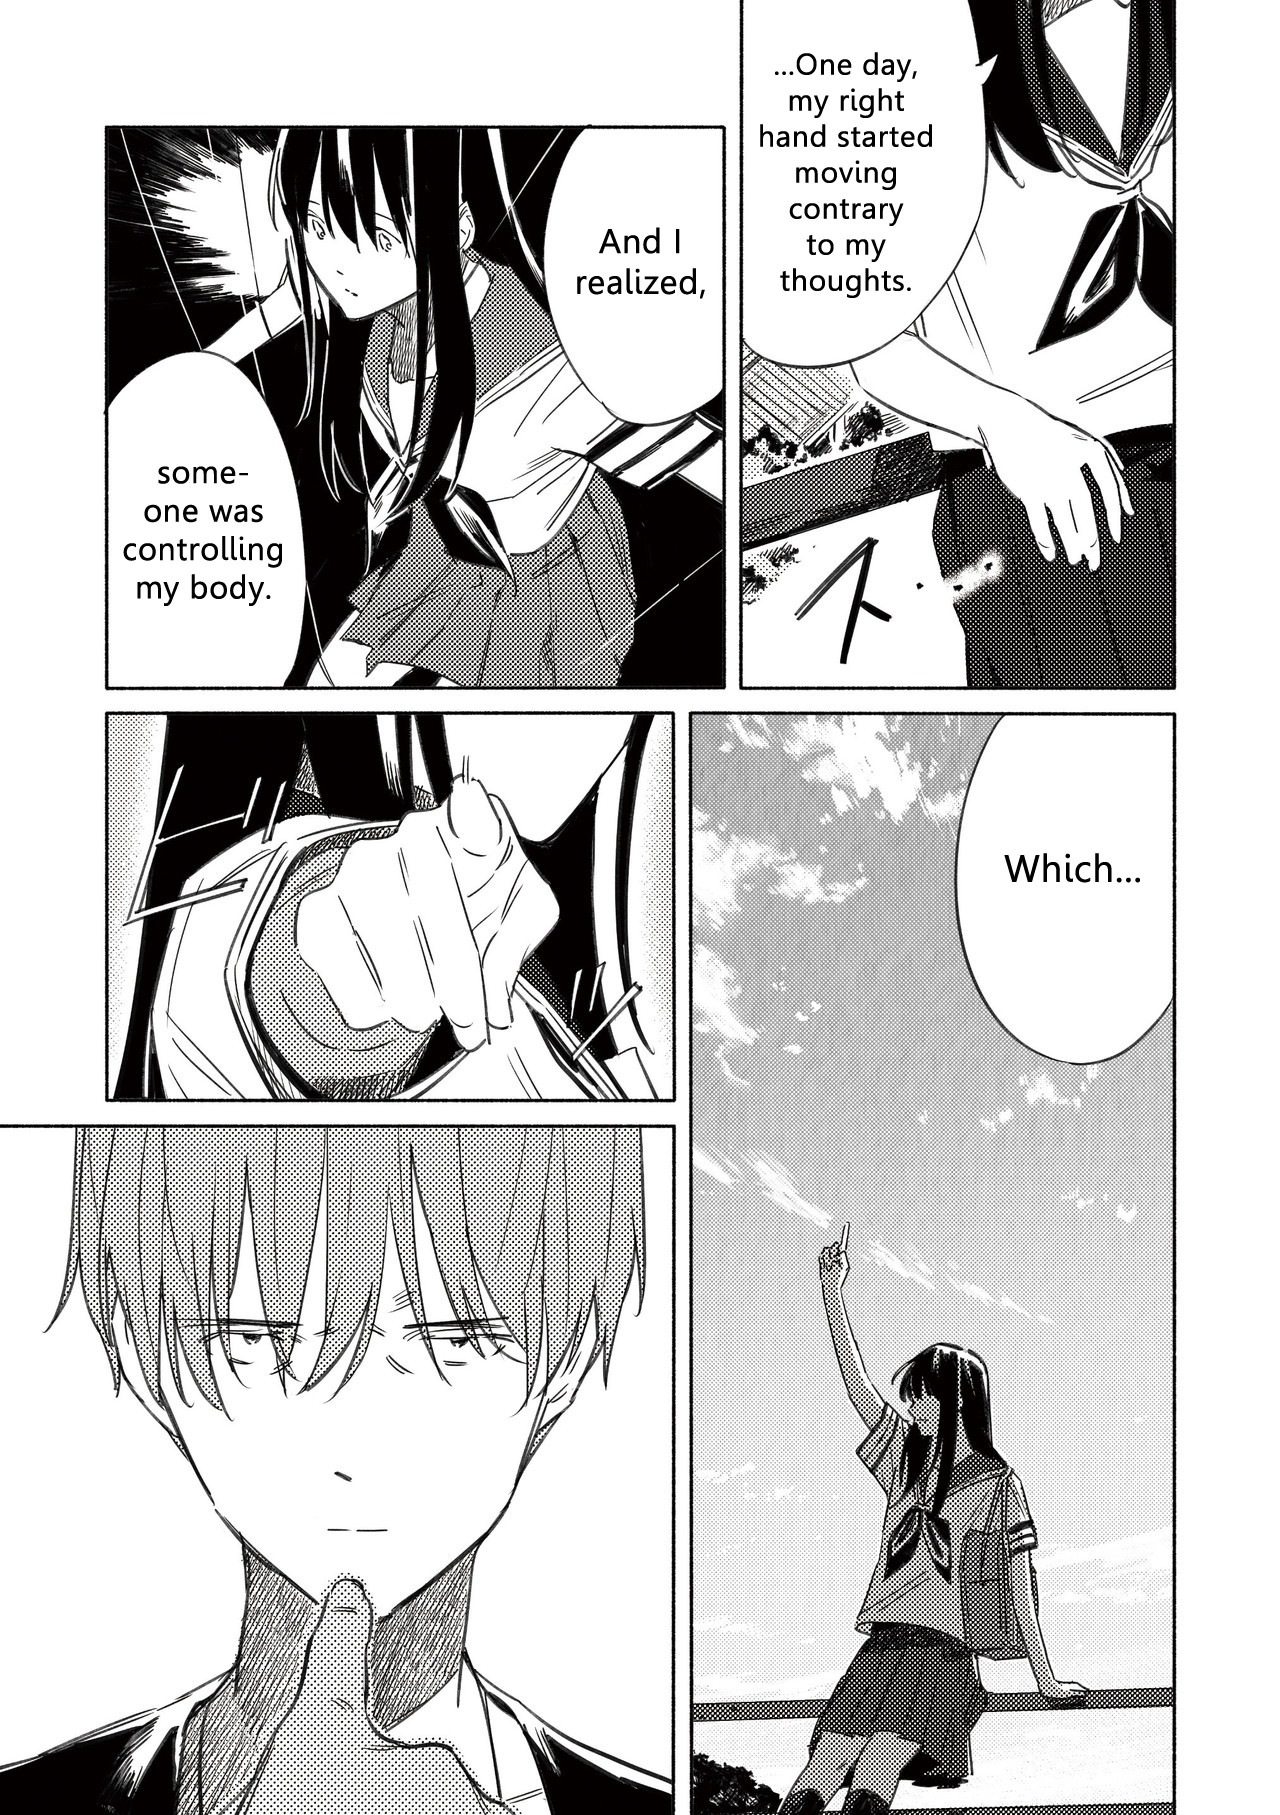 ...One day,
my right
hand started
moving
contrary
to my
thoughts.
ス
And I
realized,
some-
one was
controlling
my body.
Which...